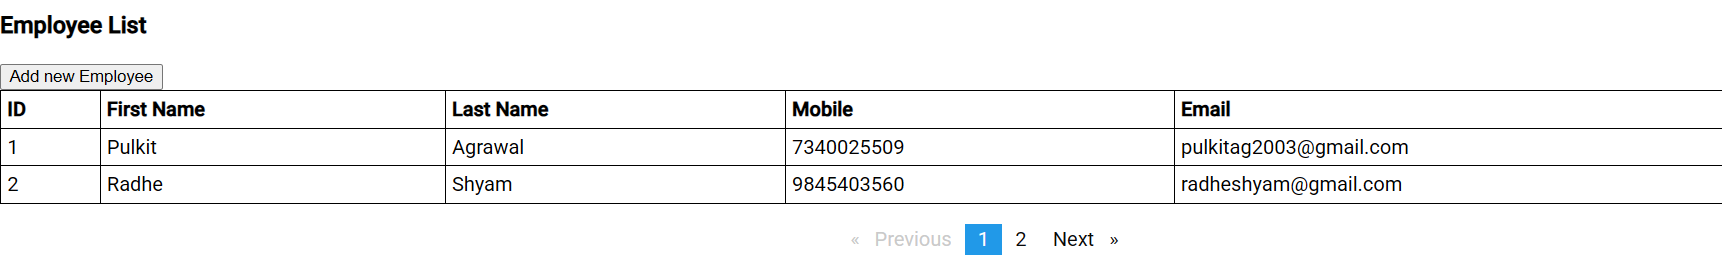 Employee List
Add new Employee
ID First Name Last Name Mobile Email
1 Pulkit Agrawal 7340025509 pulkitag2003@gmail.com
2 Radhe Shyam 9845403560 radheshyam@gmail.com
« Previous 1 2 Next »